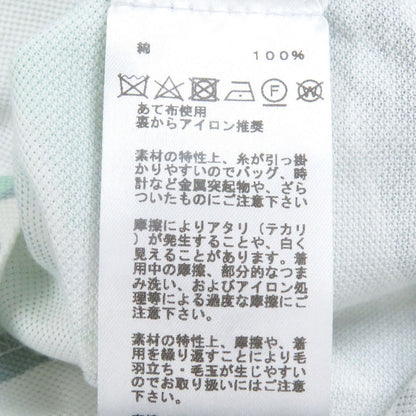 綿 100%
F W
あて布使用
裏からアイロン推奨
素材の特性上、糸が引っ掛
かりやすいのでバッグ、時
計など金属突起物や、ざら
ついたものにご注意下さい
摩擦によりアタリ(テカリ
)が発生することや、白く
見えることがあります。着
用中の摩擦、部分的なつま
み洗い、およびアイロン処
理等による過度な摩擦にご
注意下さい。
素材の特性上、摩擦や、着
用を繰り返すことにより毛
羽立ち・毛玉が生じやすい
のでお取り扱いにはご注意
下さい。